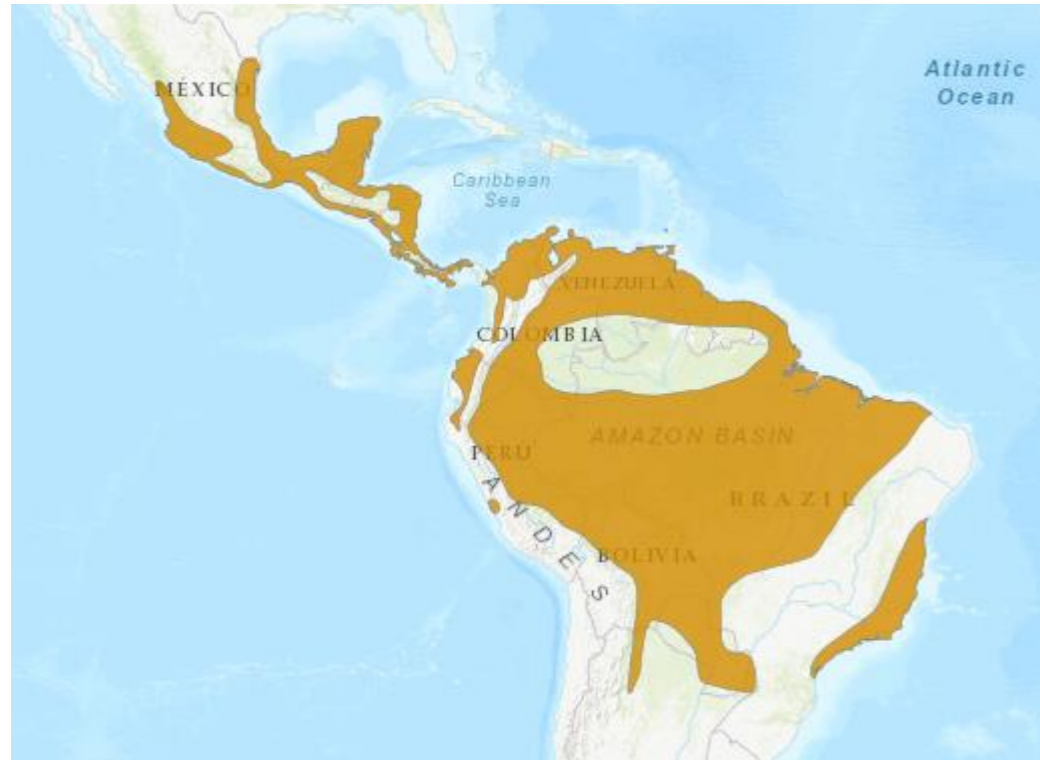 Atlantic
Ocean
MÉXICO
Caribbean
Sea
VENEZUELA
COLOMBIA
AMAZON BASIN
PERU
BRAZIL
ANDES
BOLIVIA